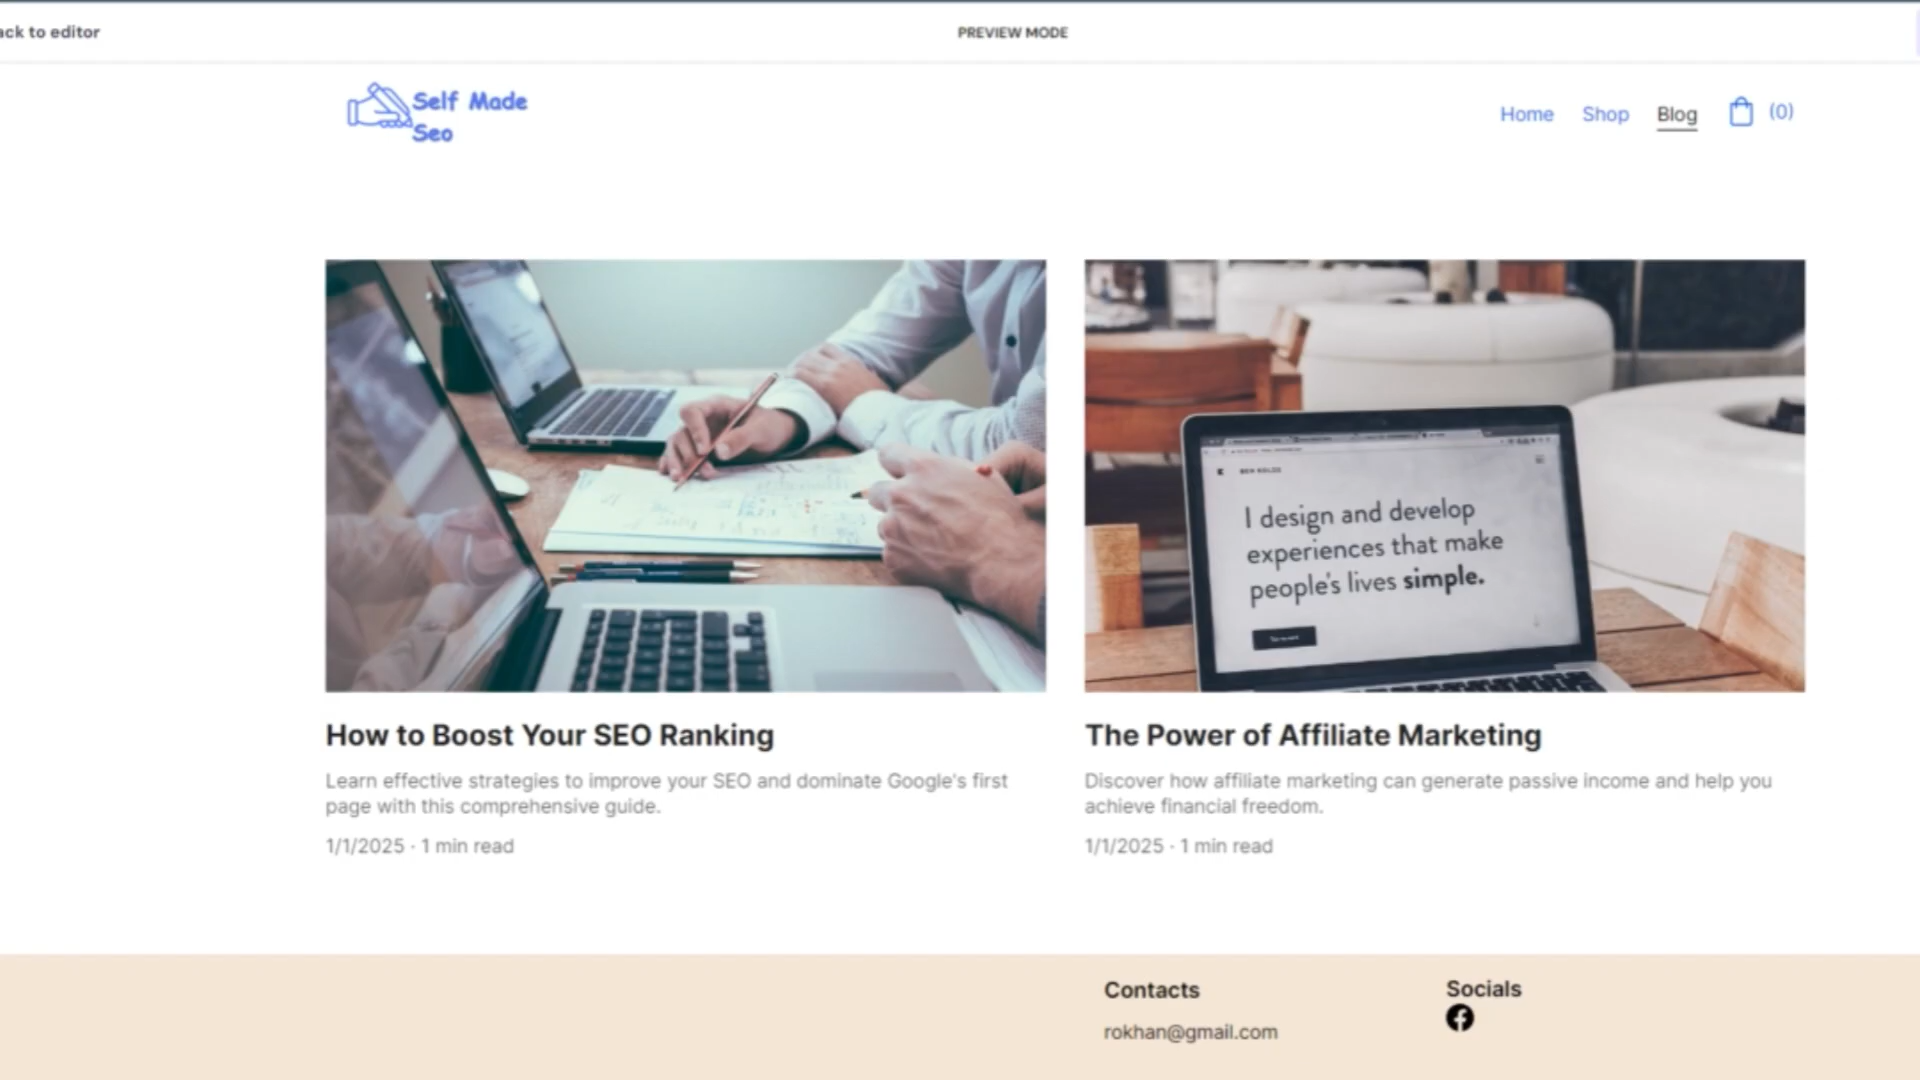 ack to editor
PREVIEW MODE
Self Made
Seo
Home
Shop
Blog
(0)
I design and develop
experiences that make
people's lives simple.
How to Boost Your SEO Ranking
Learn effective strategies to improve your SEO and dominate Google's first
page with this comprehensive guide.
1/1/2025 · 1 min read
The Power of Affiliate Marketing
Discover how affiliate marketing can generate passive income and help you
achieve financial freedom.
1/1/2025 · 1 min read
Contacts
rokhan@gmail.com
Socials